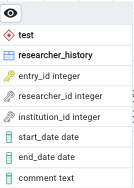 test
researcher_history
entry_id integer
researcher_id integer
institution_id integer
start_date date
end_date date
comment text